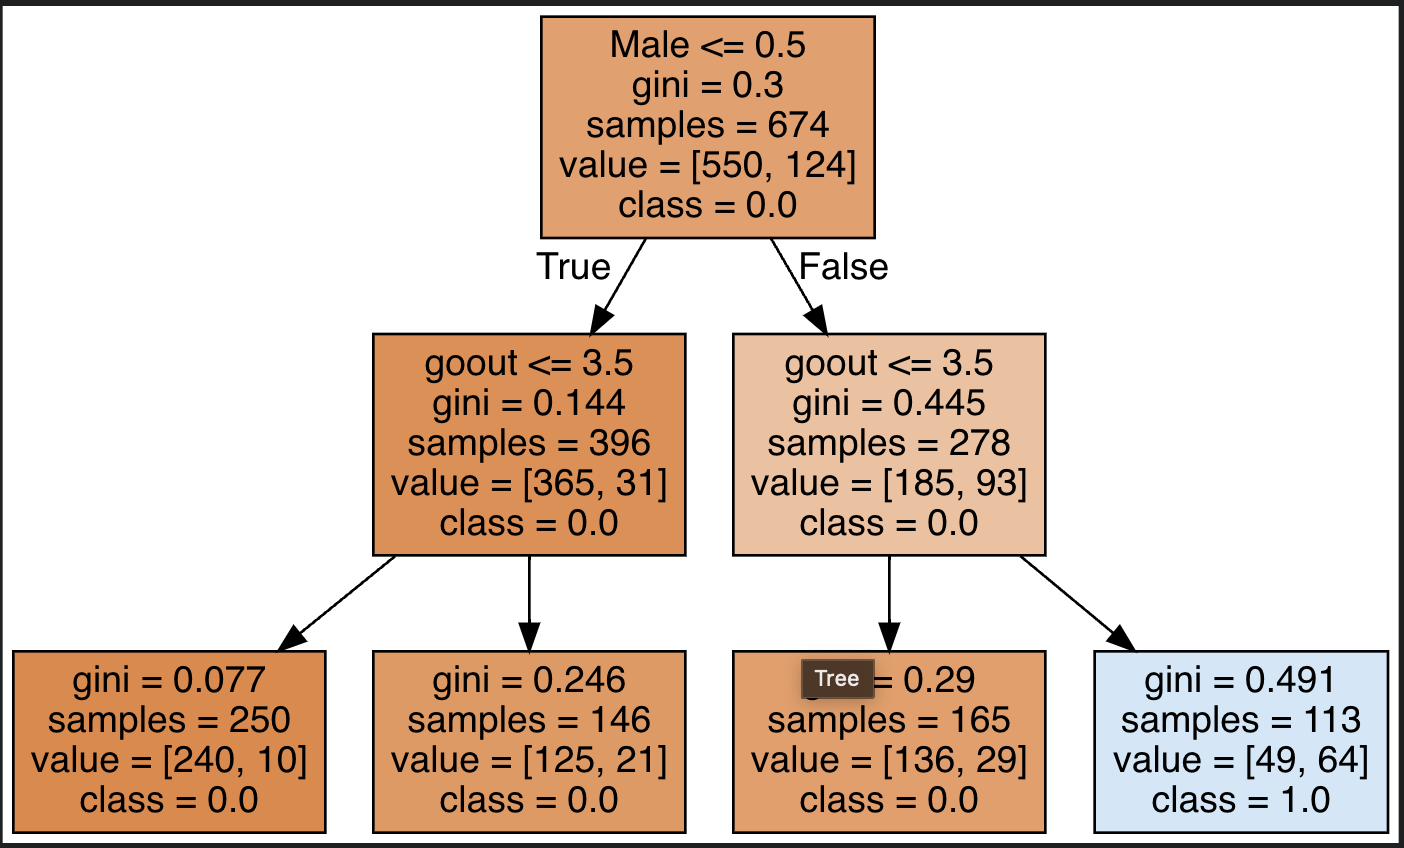 Male <= 0.5
gini = 0.3
samples = 674
value = [550, 124]
class = 0.0
True
False
goout <= 3.5
gini = 0.144
samples = 396
value = [365, 31]
class = 0.0
goout <= 3.5
gini = 0.445
samples = 278
value = [185, 93]
class = 0.0
gini = 0.077
samples = 250
value = [240, 10]
class = 0.0
gini = 0.246
samples = 146
value = [125, 21]
class = 0.0
Tree
= 0.29
samples = 165
value = [136, 29]
class = 0.0
gini = 0.491
samples = 113
value = [49, 64]
class = 1.0